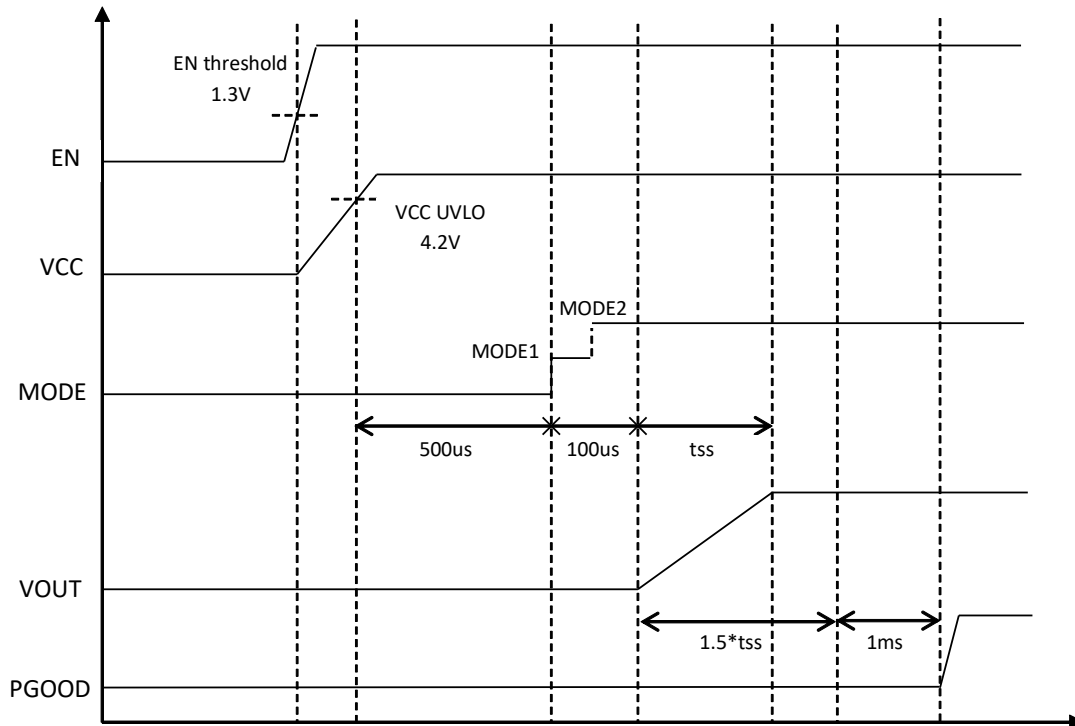 EN threshold
1.3V
EN
VCC UVLO
4.2V
VCC
MODE2
MODE1
MODE
500us
100us
tss
VOUT
1.5*tss
1ms
PGOOD